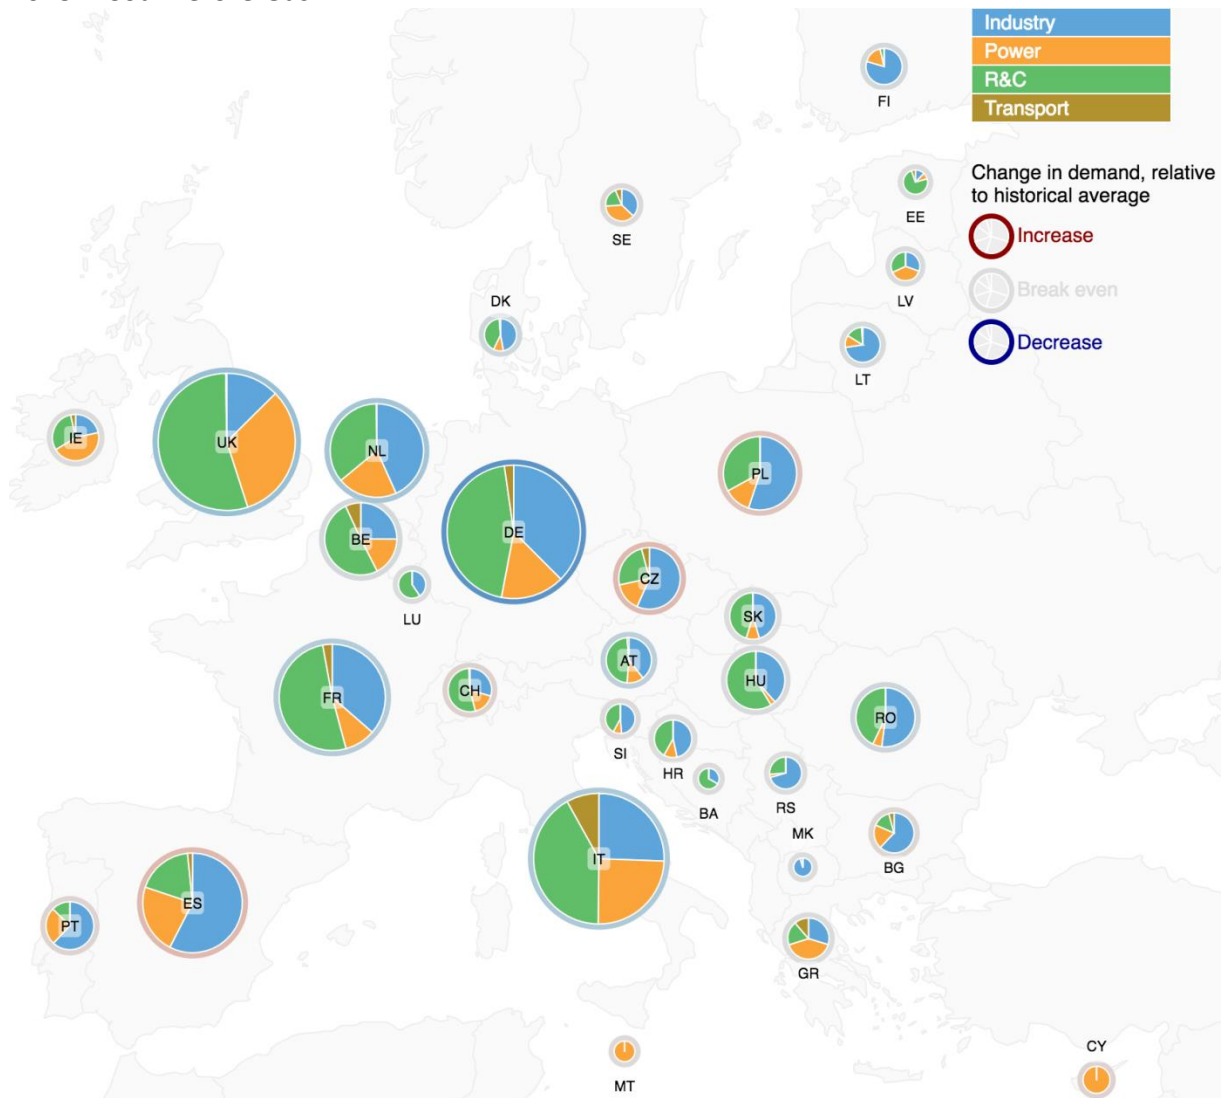 Industry
Power
R&C
Transport
Change in demand, relative
to historical average
Increase
Break even
Decrease
FI
EE
SE
LV
DK
LT
IE
UK
NL
PL
DE
BE
CZ
LU
SK
AT
HU
FR
CH
RO
SI
HR
BA
RS
MK
BG
IT
ES
PT
GR
MT
CY